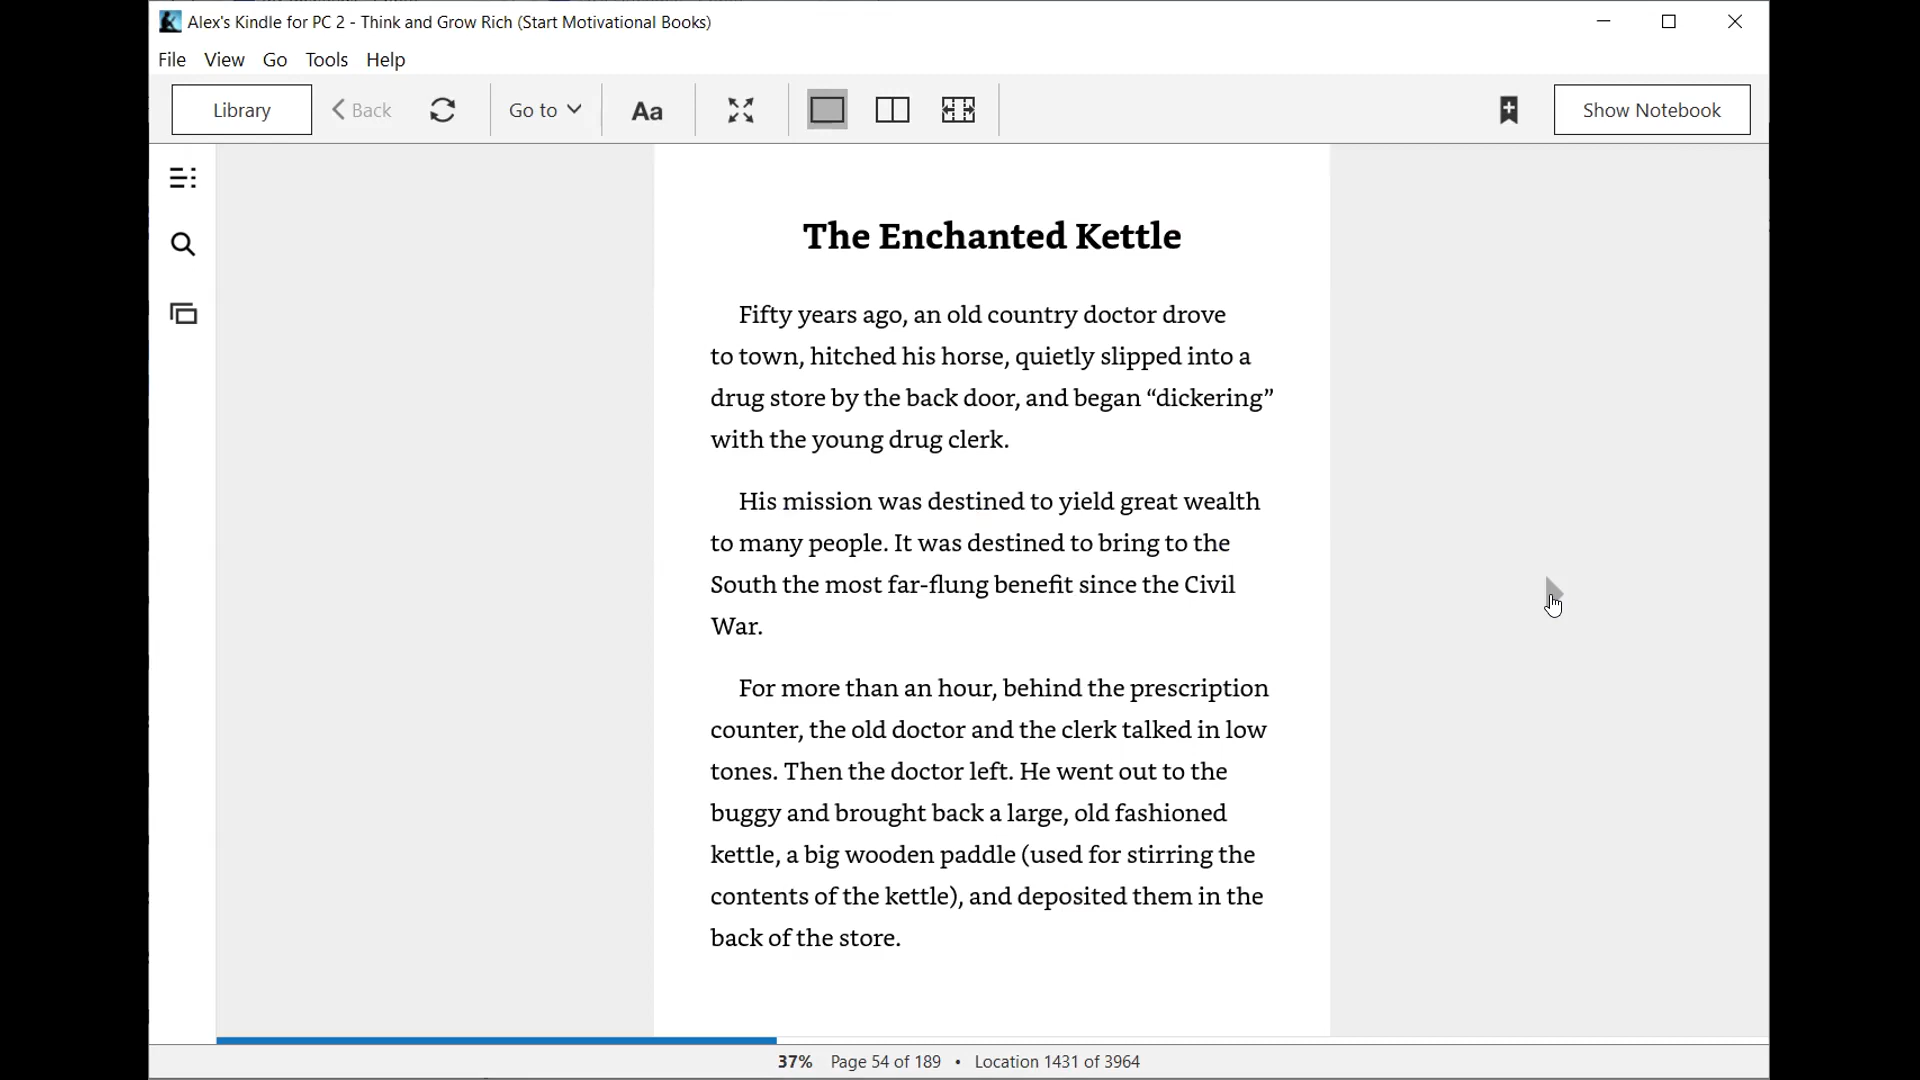 Alex's Kindle for PC 2 - Think and Grow Rich (Start Motivational Books)
File View Go Tools Help
Library Back Go to Aa Show Notebook
The Enchanted Kettle
Fifty years ago, an old country doctor drove
to town, hitched his horse, quietly slipped into a
drug store by the back door, and began “dickering”
with the young drug clerk.
His mission was destined to yield great wealth
to many people. It was destined to bring to the
South the most far-flung benefit since the Civil
War.
For more than an hour, behind the prescription
counter, the old doctor and the clerk talked in low
tones. Then the doctor left. He went out to the
buggy and brought back a large, old fashioned
kettle, a big wooden paddle (used for stirring the
contents of the kettle), and deposited them in the
back of the store.
37% Page 54 of 189 • Location 1431 of 3964